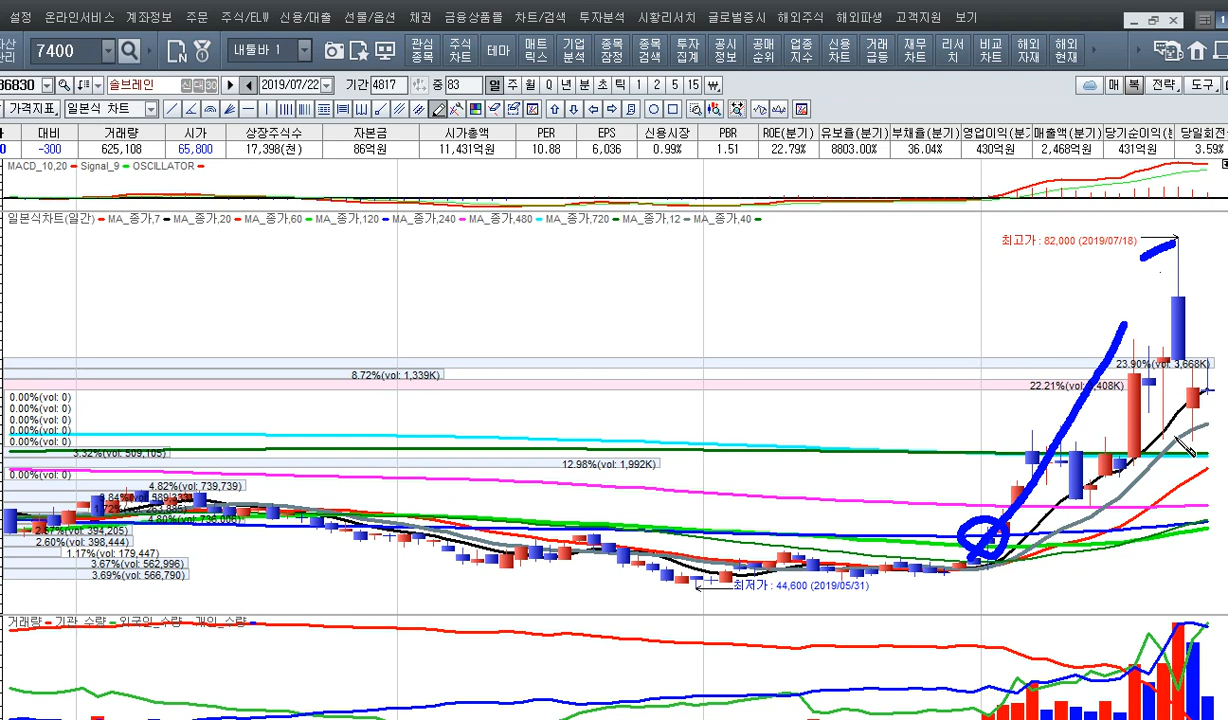 설정 온라인서비스 계좌정보 주문 주식/ELW 신용/대출 선물/옵션 채권 금융상품몰 차트/검색 투자분석 시황리서치 글로벌증시 해외주식 해외파생 고객지원 보기
7400 내툴바 1 관심종목 주식차트 테마 매트릭스 기업분석 종목잠정 종목검색 투자집계 공시정보 공매순위 업종지수 신용차트 거래급등 재무차트 리서치 비교차트 해외자재 해외현재
36830 솔브레인 신 대 30 2019/07/22 기간 4817 중 83 일 주 월 Q 년 분 초 틱 1 2 5 15 매 복 전략 도구
가격지표 일본식 차트
대비 거래량 시가 상장주식수 자본금 시가총액 PER EPS 신용시장 PBR ROE(분기) 유보율(분기) 부채율(분기) 영업이익(분기 매출액(분기) 당기순이익(분 당일회전
-300 625,108 65,800 17,398(천) 86억원 11,431억원 10.88 6,036 0.99% 1.51 22.79% 8803.00% 36.04% 430억원 2,468억원 431억원 3.59%
MACD_10,20 Signal_9 OSCILLATOR
일본식차트(일간) MA_종가,7 MA_종가,20 MA_종가,60 MA_종가,120 MA_종가,240 MA_종가,480 MA_종가,720 MA_종가,12 MA_종가,40
최고가 : 82,000 (2019/07/18)
23.90%(vol: 3,668K)
8.72%(vol: 1,339K)
22.21%(vol: ,408K)
0.00%(vol: 0)
0.00%(vol: 0)
0.00%(vol: 0)
0.00%(vol: 0)
0.00%(vol: 0)
3.32%(vol: 509,105)
12.98%(vol: 1,992K)
0.00%(vol: 0)
4.82%(vol: 739,739)
4.80%(vol: 736,006)
2.57%(vol: 394,205)
2.60%(vol: 398,444)
1.17%(vol: 179,447)
3.67%(vol: 562,996)
3.69%(vol: 566,790)
최저가 : 44,600 (2019/05/31)
거래량 기관_수량 외국인_수량 개인_수량